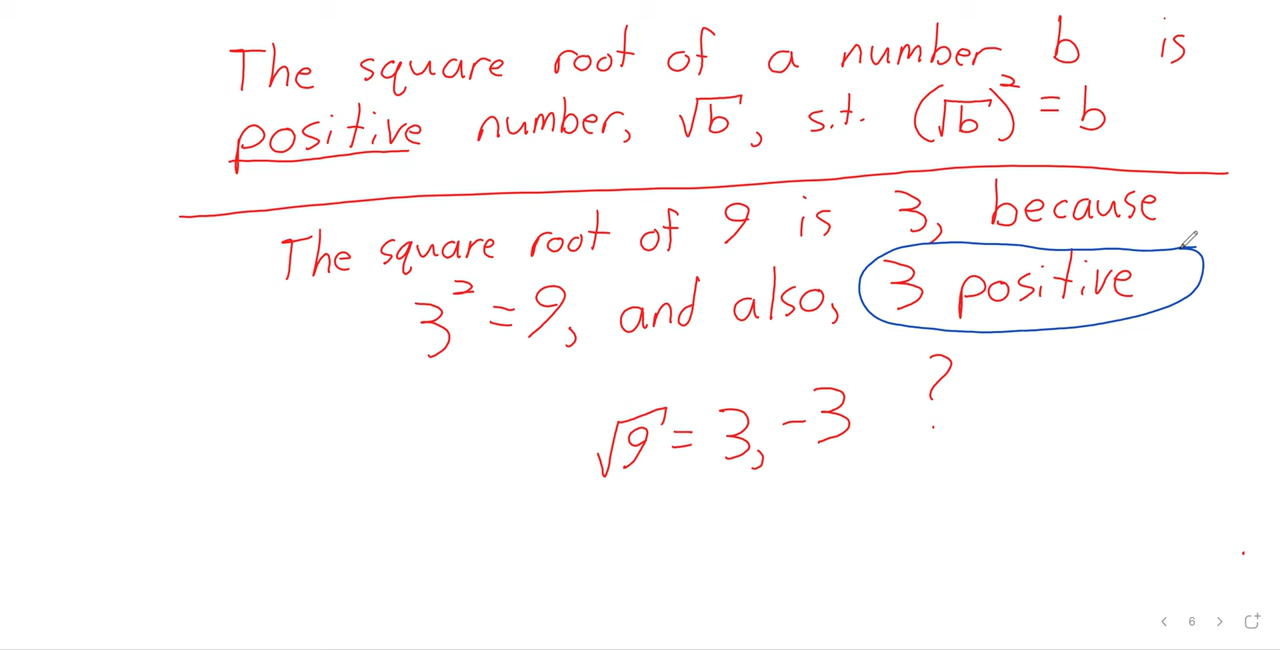 The square root of a number b is
positive number, √b, s.t. (√b)² = b
The square root of 9 is 3, because
3² = 9, and also, 3 positive
√9 = 3, -3 ?
6